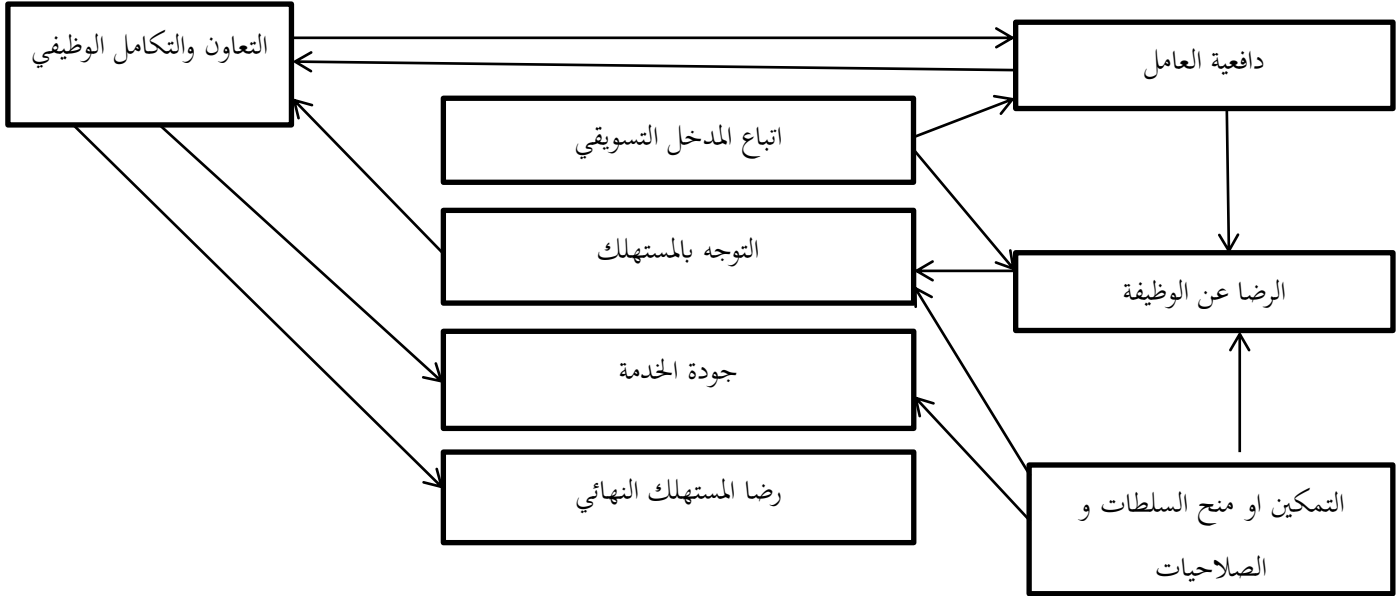 دافعية العامل
التعاون والتكامل الوظيفي
اتباع المدخل التسويقي
التوجه بالمستهلك
الرضا عن الوظيفة
جودة الخدمة
رضا المستهلك النهائي
التمكين او منح السلطات و
الصلاحيات